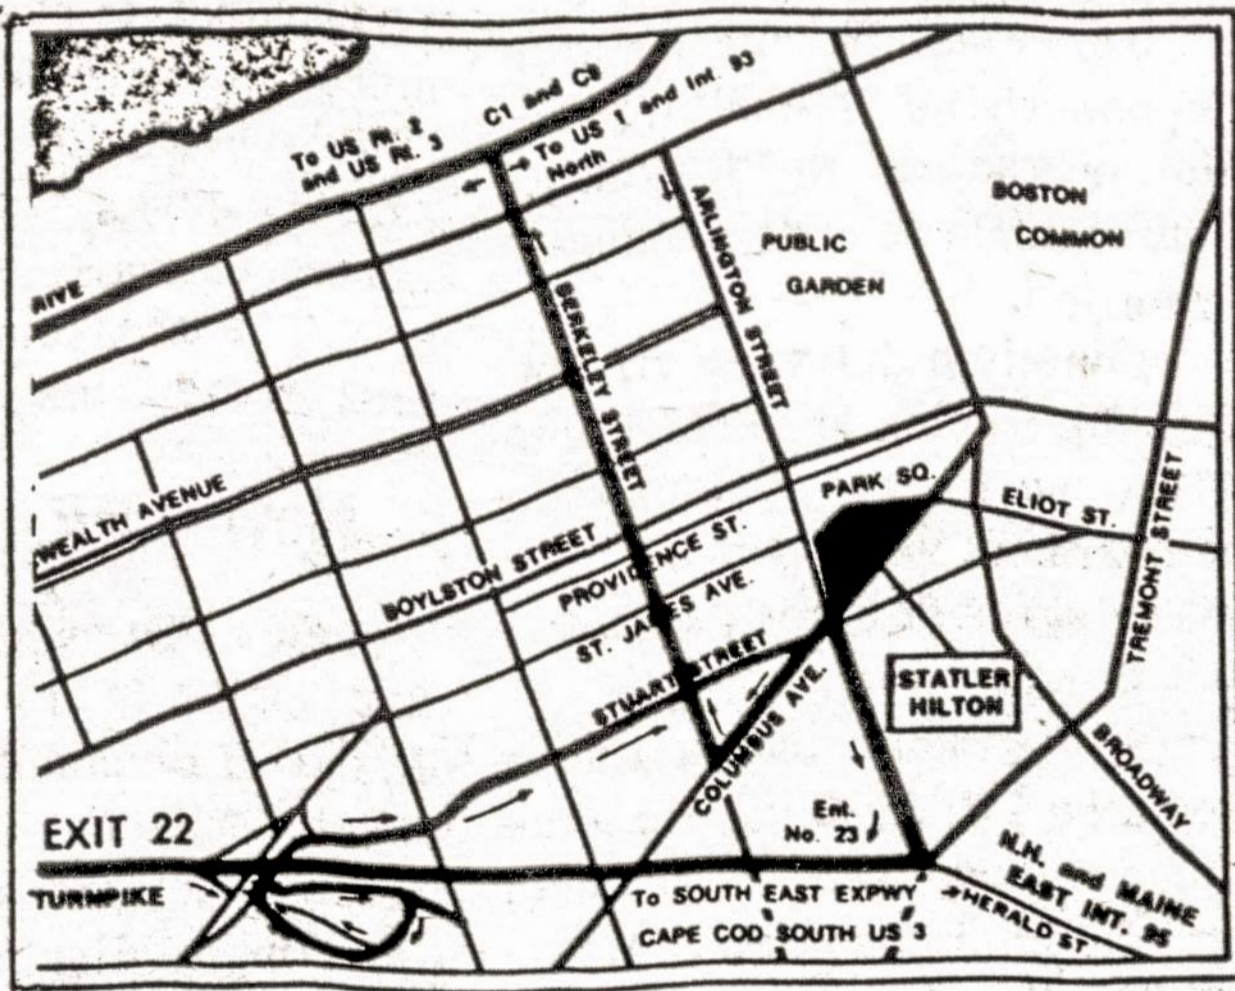 C1 and C9
To US Rt. 2
and US Rt. 3
To US 1 and Int. 93
North
BOSTON
COMMON
PUBLIC
GARDEN
ARLINGTON STREET
RIVE
BERKELEY STREET
PARK SQ.
ELIOT ST.
WEALTH AVENUE
BOYLSTON STREET
PROVIDENCE ST.
ST. JAMES AVE.
STUART STREET
TREMONT STREET
STATLER
HILTON
COLUMBUS AVE.
BROADWAY
EXIT 22
Ent.
No. 23
TURNPIKE
To SOUTH EAST EXPWY
CAPE COD SOUTH US 3
HERALD ST
N.H. and MAINE
EAST INT. 95